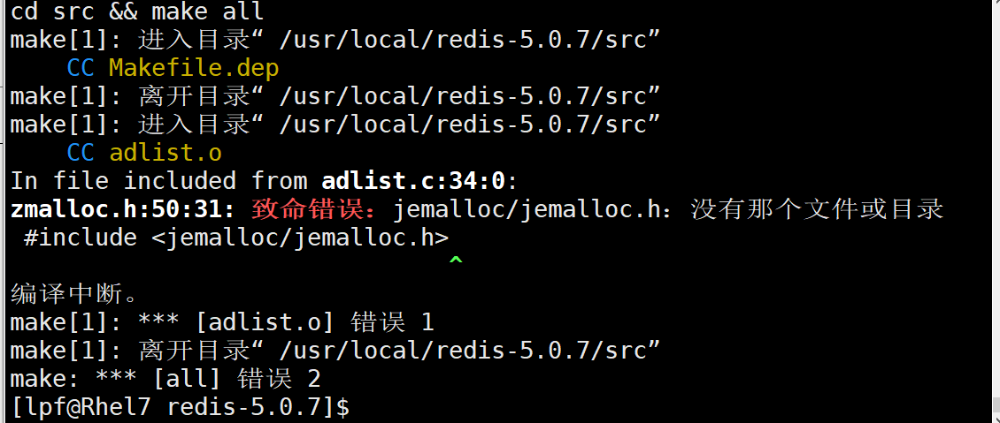 cd src && make all
make[1]: 进入目录“ /usr/local/redis-5.0.7/src”
    CC Makefile.dep
make[1]: 离开目录“ /usr/local/redis-5.0.7/src”
make[1]: 进入目录“ /usr/local/redis-5.0.7/src”
    CC adlist.o
In file included from adlist.c:34:0:
zmalloc.h:50:31: 致命错误：jemalloc/jemalloc.h：没有那个文件或目录
 #include <jemalloc/jemalloc.h>
                               ^
编译中断。
make[1]: *** [adlist.o] 错误 1
make[1]: 离开目录“ /usr/local/redis-5.0.7/src”
make: *** [all] 错误 2
[lpf@Rhel7 redis-5.0.7]$